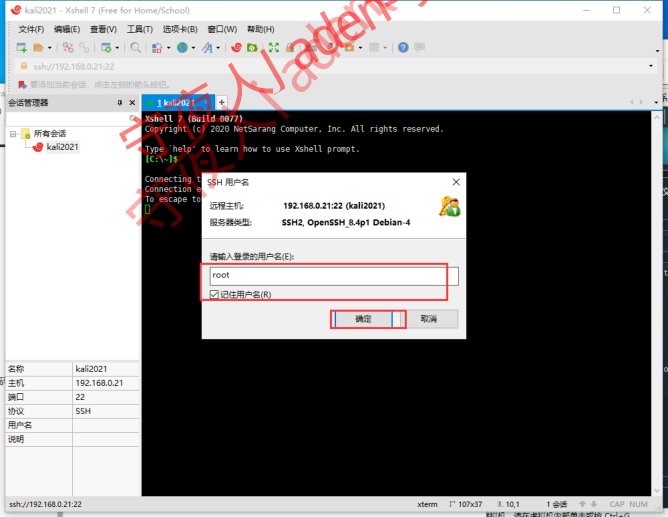 kali2021 - Xshell 7 (Free for Home/School)
文件(F) 编辑(E) 查看(V) 工具(T) 选项卡(B) 窗口(W) 帮助(H)
ssh://192.168.0.21:22
要添加当前会话，点击左侧的箭头按钮。
会话管理器
1 kali2021
所有会话
kali2021
Xshell 7 (Build 0077)
Copyright (c) 2020 NetSarang Computer, Inc. All rights reserved.
Type `help' to learn how to use Xshell prompt.
[C:\~]$
Connecting t
Connection e
To escape to
SSH 用户名
远程主机: 192.168.0.21:22 (kali2021)
服务器类型: SSH2, OpenSSH_8.4p1 Debian-4
请输入登录的用户名(E):
root
记住用户名(R)
确定 取消
名称 kali2021
主机 192.168.0.21
端口 22
协议 SSH
用户名
说明
ssh://192.168.0.21:22 xterm 107x37 10,1 1 会话 CAP NUM
守夜人
守夜人